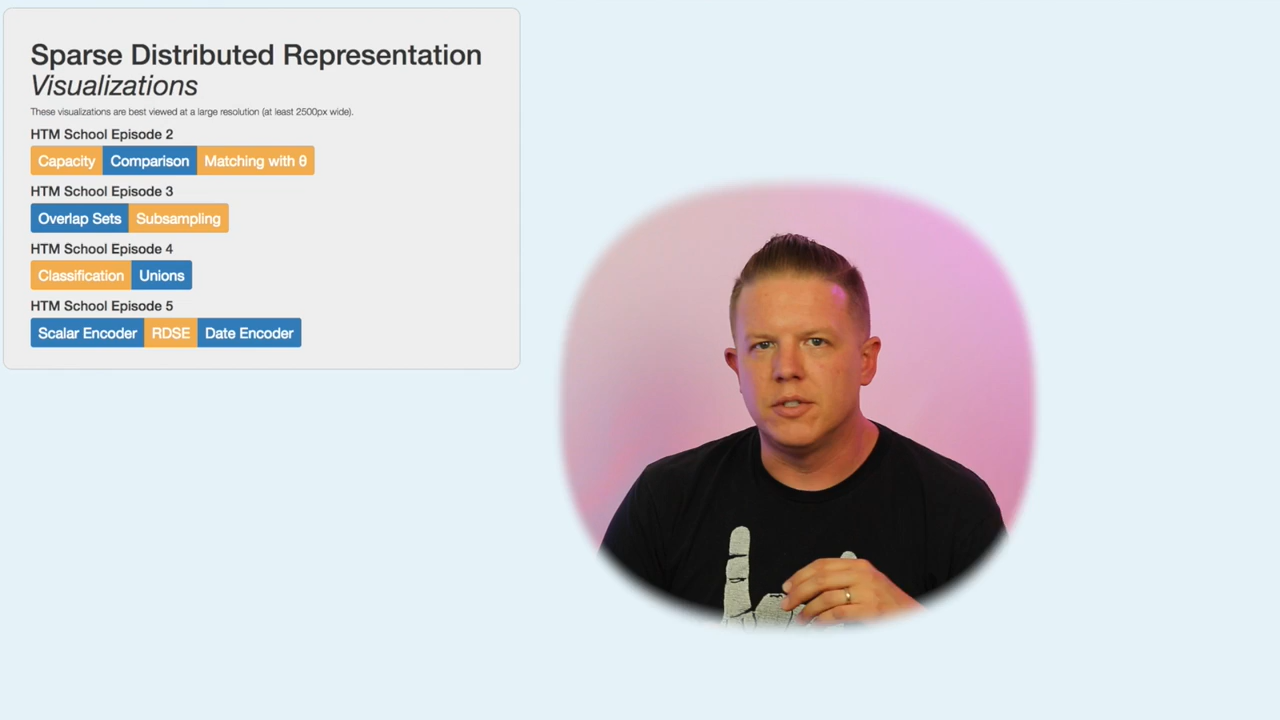 Sparse Distributed Representation
Visualizations
These visualizations are best viewed at a large resolution (at least 2500px wide).
HTM School Episode 2
Capacity Comparison Matching with θ
HTM School Episode 3
Overlap Sets Subsampling
HTM School Episode 4
Classification Unions
HTM School Episode 5
Scalar Encoder RDSE Date Encoder